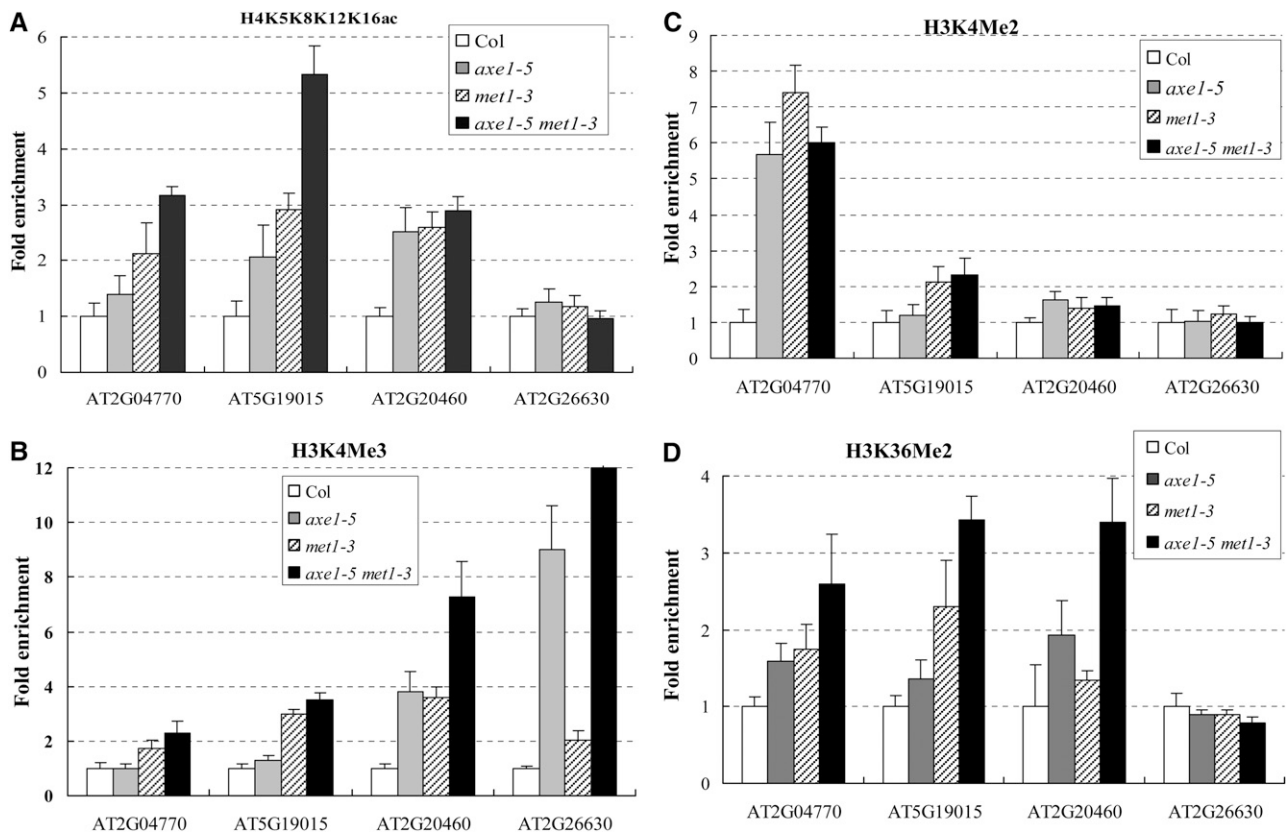 A
H4K5K8K12K16ac
Fold enrichment
6
5
4
3
2
1
0
Col
axe1-5
met1-3
axe1-5 met1-3
AT2G04770
AT5G19015
AT2G20460
AT2G26630
C
H3K4Me2
Fold enrichment
9
8
7
6
5
4
3
2
1
0
Col
axe1-5
met1-3
axe1-5 met1-3
AT2G04770
AT5G19015
AT2G20460
AT2G26630
B
H3K4Me3
Fold enrichment
12
10
8
6
4
2
0
Col
axe1-5
met1-3
axe1-5 met1-3
AT2G04770
AT5G19015
AT2G20460
AT2G26630
D
H3K36Me2
Fold enrichment
4
3
2
1
0
Col
axe1-5
met1-3
axe1-5 met1-3
AT2G04770
AT5G19015
AT2G20460
AT2G26630